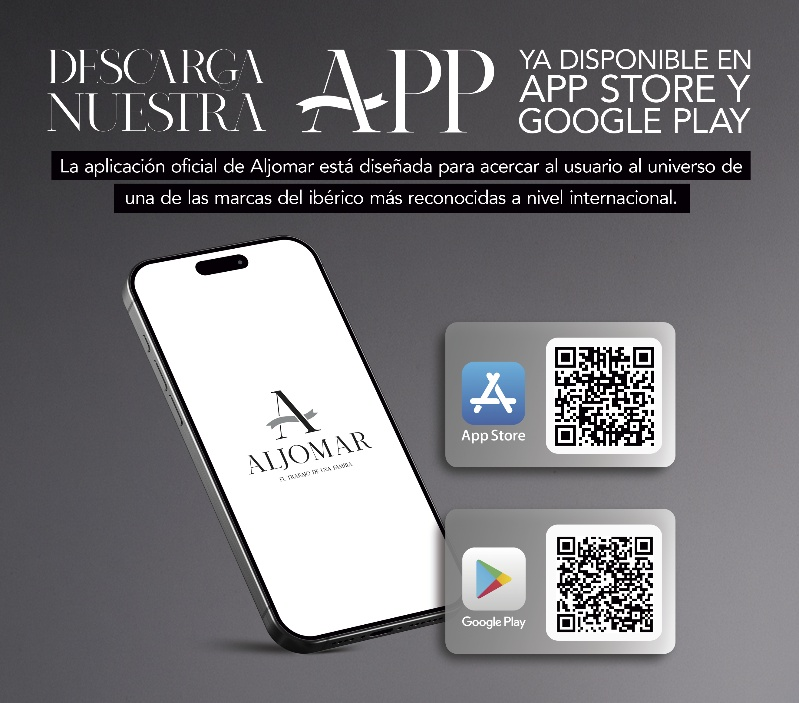 DESCARGA
NUESTRA
APP
YA DISPONIBLE EN
APP STORE Y
GOOGLE PLAY
La aplicación oficial de Aljomar está diseñada para acercar al usuario al universo de
una de las marcas del ibérico más reconocidas a nivel internacional.
ALJOMAR
EL TRABAJO DE UNA FAMILIA
App Store
Google Play